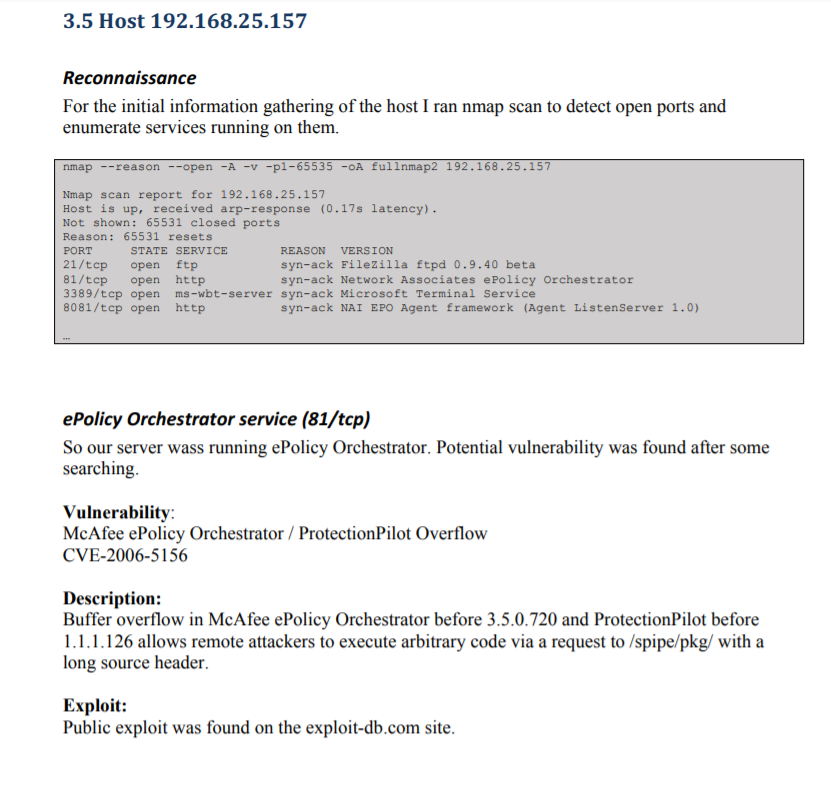 3.5 Host 192.168.25.157
Reconnaissance
For the initial information gathering of the host I ran nmap scan to detect open ports and
enumerate services running on them.
nmap --reason --open -A -v -p1-65535 -oA fullnmap2 192.168.25.157
Nmap scan report for 192.168.25.157
Host is up, received arp-response (0.17s latency).
Not shown: 65531 closed ports
Reason: 65531 resets
PORT     STATE SERVICE       REASON  VERSION
21/tcp   open  ftp           syn-ack FileZilla ftpd 0.9.40 beta
81/tcp   open  http          syn-ack Network Associates ePolicy Orchestrator
3389/tcp open  ms-wbt-server syn-ack Microsoft Terminal Service
8081/tcp open  http          syn-ack NAI EPO Agent framework (Agent ListenServer 1.0)
…
ePolicy Orchestrator service (81/tcp)
So our server wass running ePolicy Orchestrator. Potential vulnerability was found after some
searching.
Vulnerability:
McAfee ePolicy Orchestrator / ProtectionPilot Overflow
CVE-2006-5156
Description:
Buffer overflow in McAfee ePolicy Orchestrator before 3.5.0.720 and ProtectionPilot before
1.1.1.126 allows remote attackers to execute arbitrary code via a request to /spipe/pkg/ with a
long source header.
Exploit:
Public exploit was found on the exploit-db.com site.